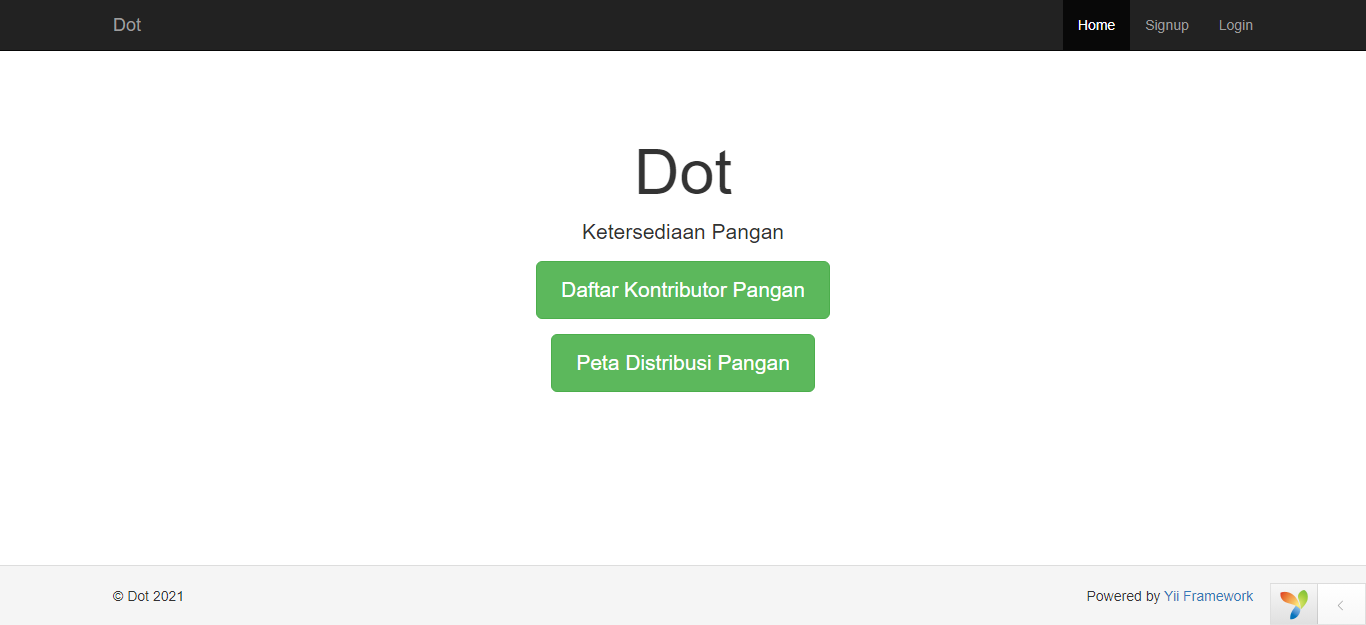 Dot
Home Signup Login
Dot
Ketersediaan Pangan
Daftar Kontributor Pangan
Peta Distribusi Pangan
© Dot 2021
Powered by Yii Framework